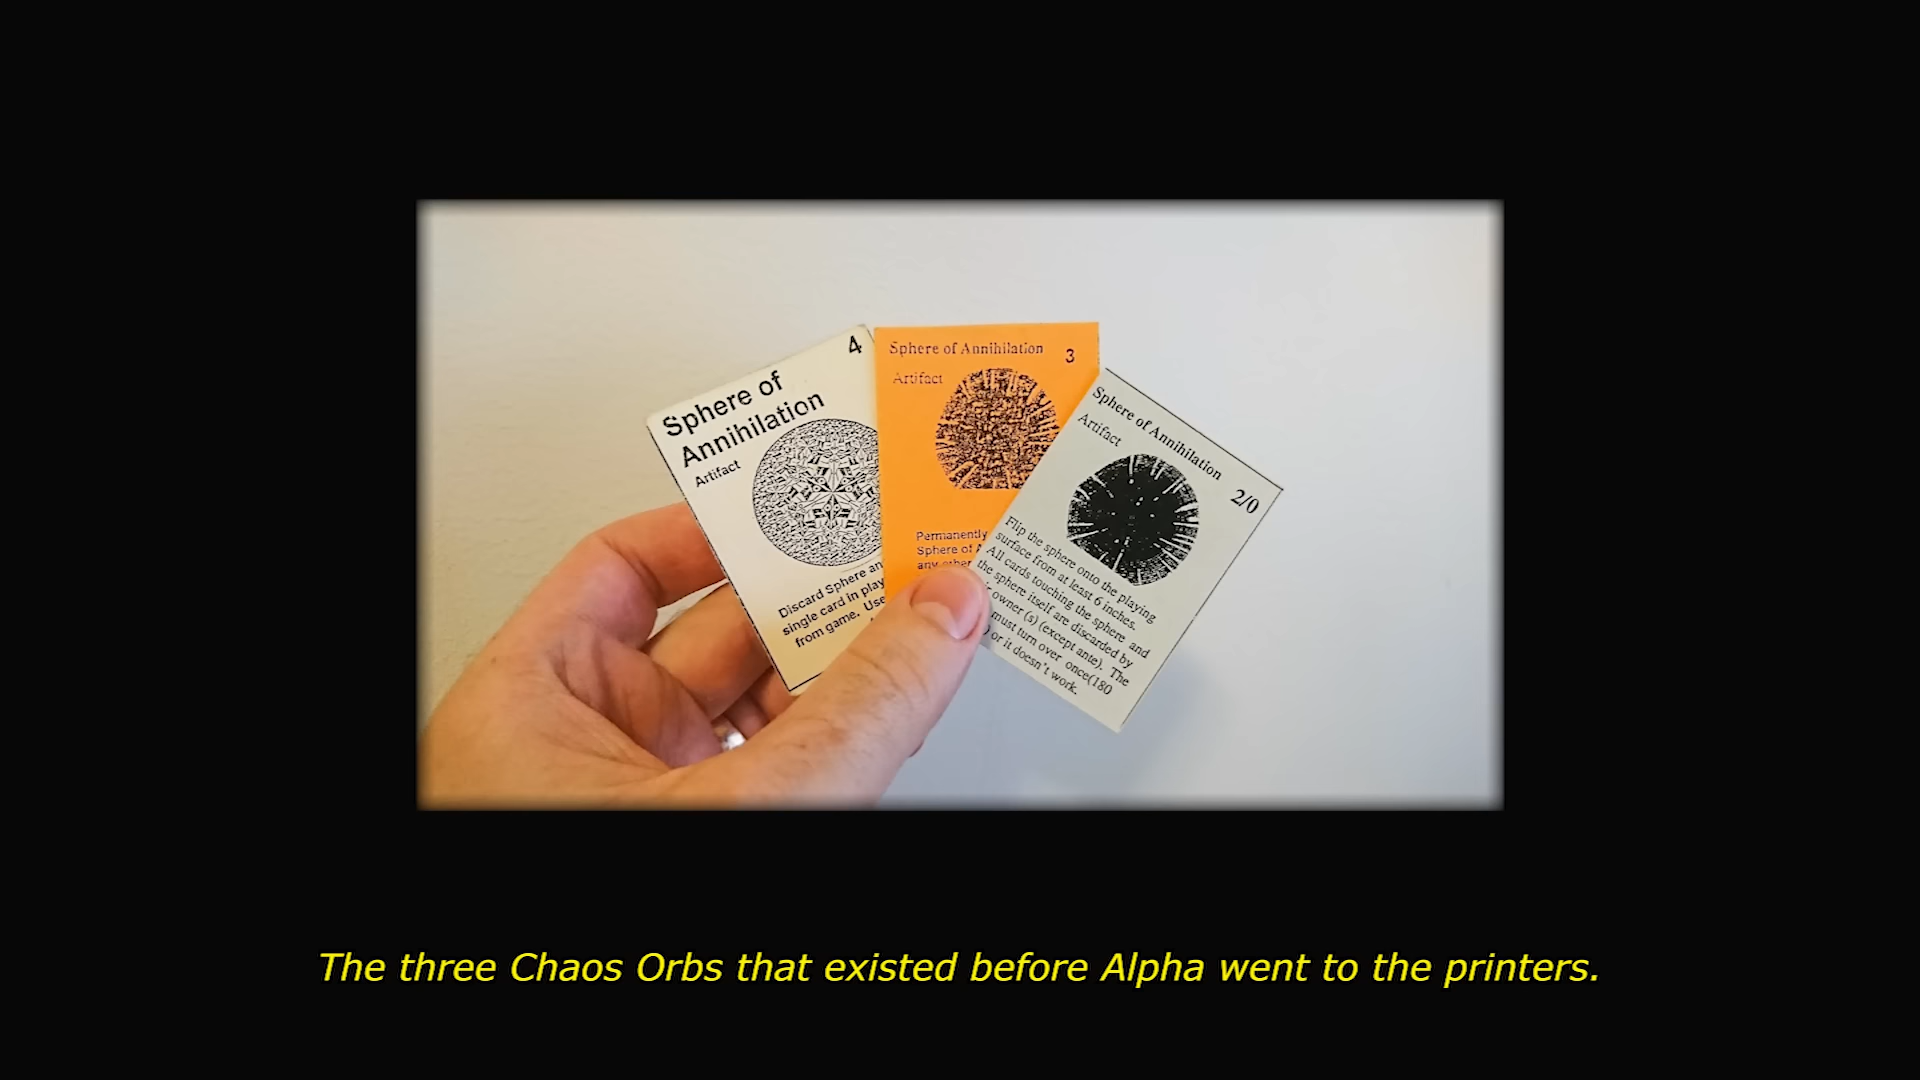 4
Sphere of
Annihilation
Artifact
Discard Sphere
single card in play
from game. Use
Sphere of Annihilation 3
Artifact
Permanently
Sphere of
any other
Sphere of Annihilation
Artifact
2/0
Flip the sphere onto the playing
surface from at least 6 inches.
All cards touching the sphere and
the sphere itself are discarded by
owner (s) (except ante). The
must turn over once(180
) or it doesn't work.
The three Chaos Orbs that existed before Alpha went to the printers.